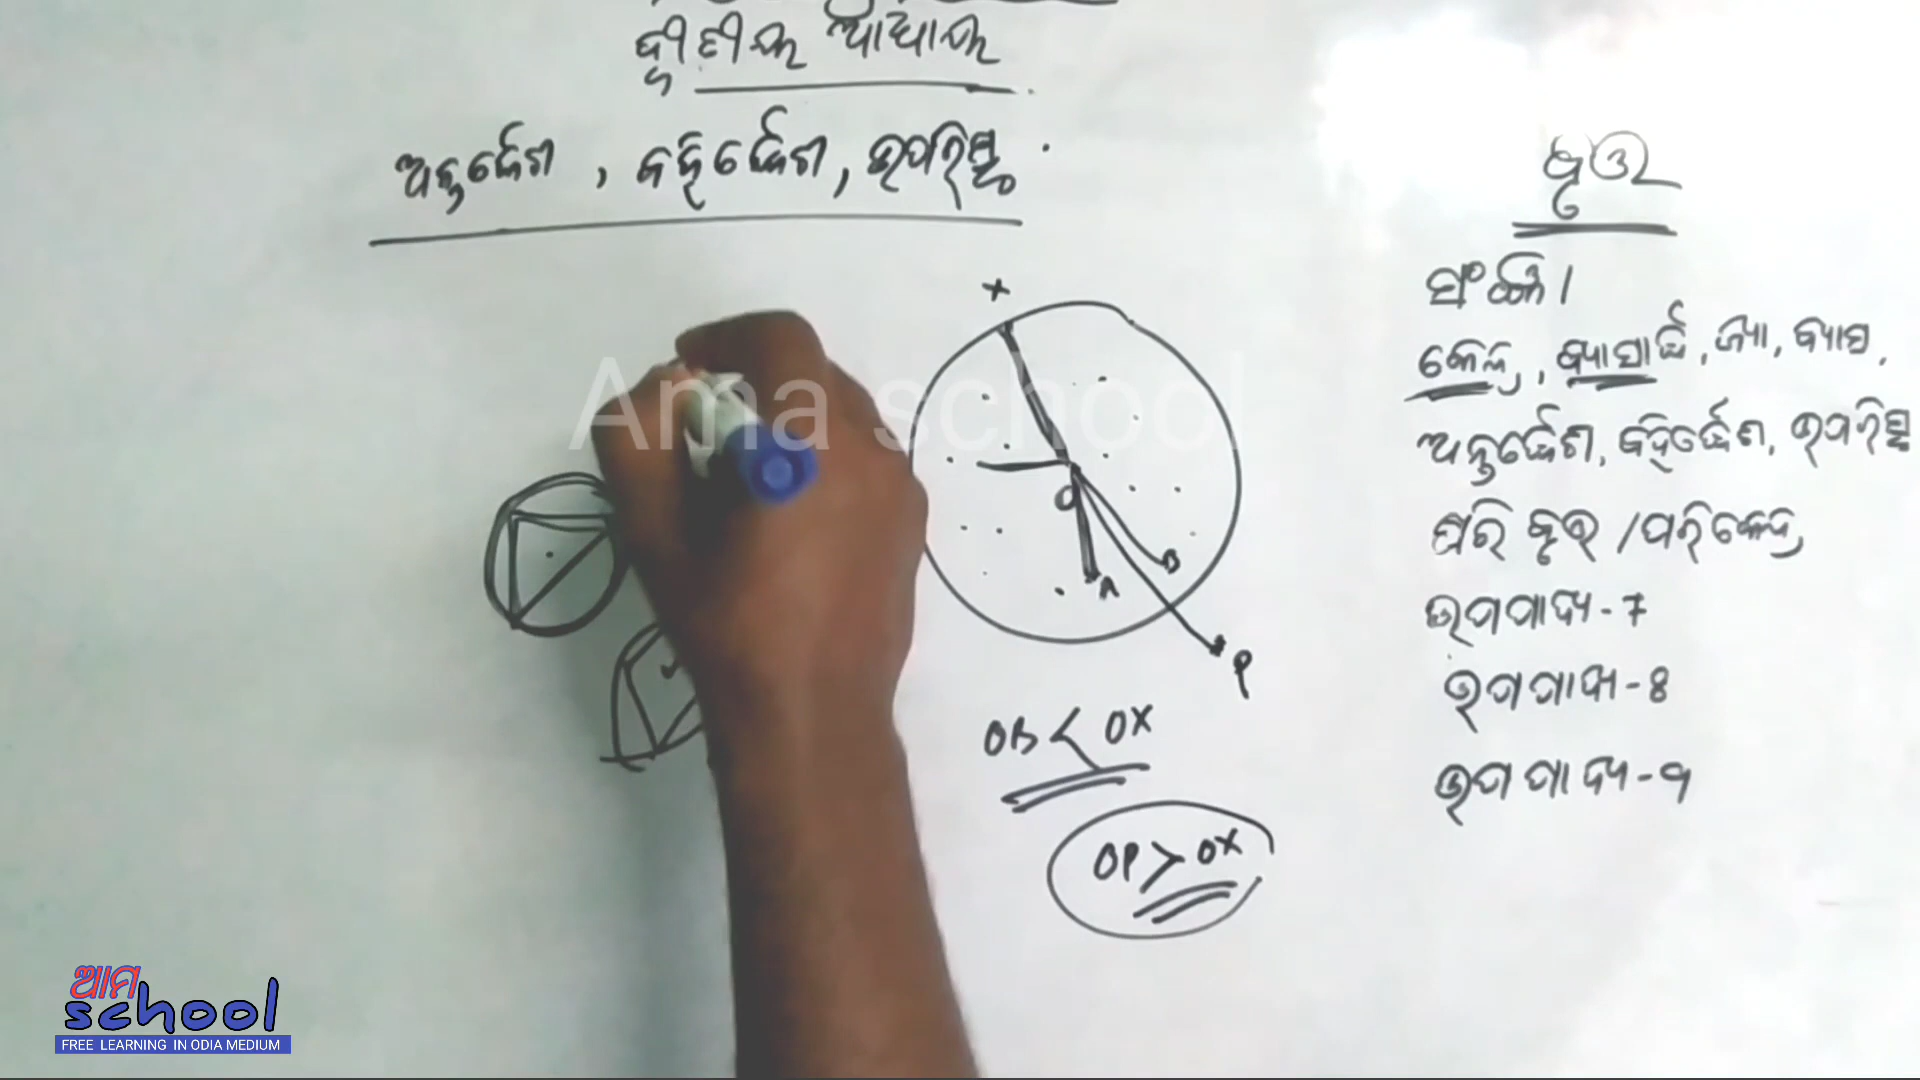 ଦ୍ୱିତୀୟ ଅଧ୍ୟାୟ
ଅନ୍ତର୍ଦ୍ଦେଶ , ବହିର୍ଦ୍ଦେଶ, ଉପରିସ୍ଥ
X
O
B
A
P
OB < OX
OP > OX
ବୃତ୍ତ
ସଂଜ୍ଞା ।
କେନ୍ଦ୍ର, ବ୍ୟାସାର୍ଦ୍ଧ, ଜ୍ୟା, ବ୍ୟାସ,
ଅନ୍ତର୍ଦ୍ଦେଶ, ବହିର୍ଦ୍ଦେଶ, ଉପରିସ୍ଥ
ପରିବୃତ୍ତ / ପରିକେନ୍ଦ୍ର
ଉପପାଦ୍ୟ - 7
ଉପପାଦ୍ୟ - 8
ଉପପାଦ୍ୟ - ୩
Ama school
ଆମ
school
FREE LEARNING IN ODIA MEDIUM